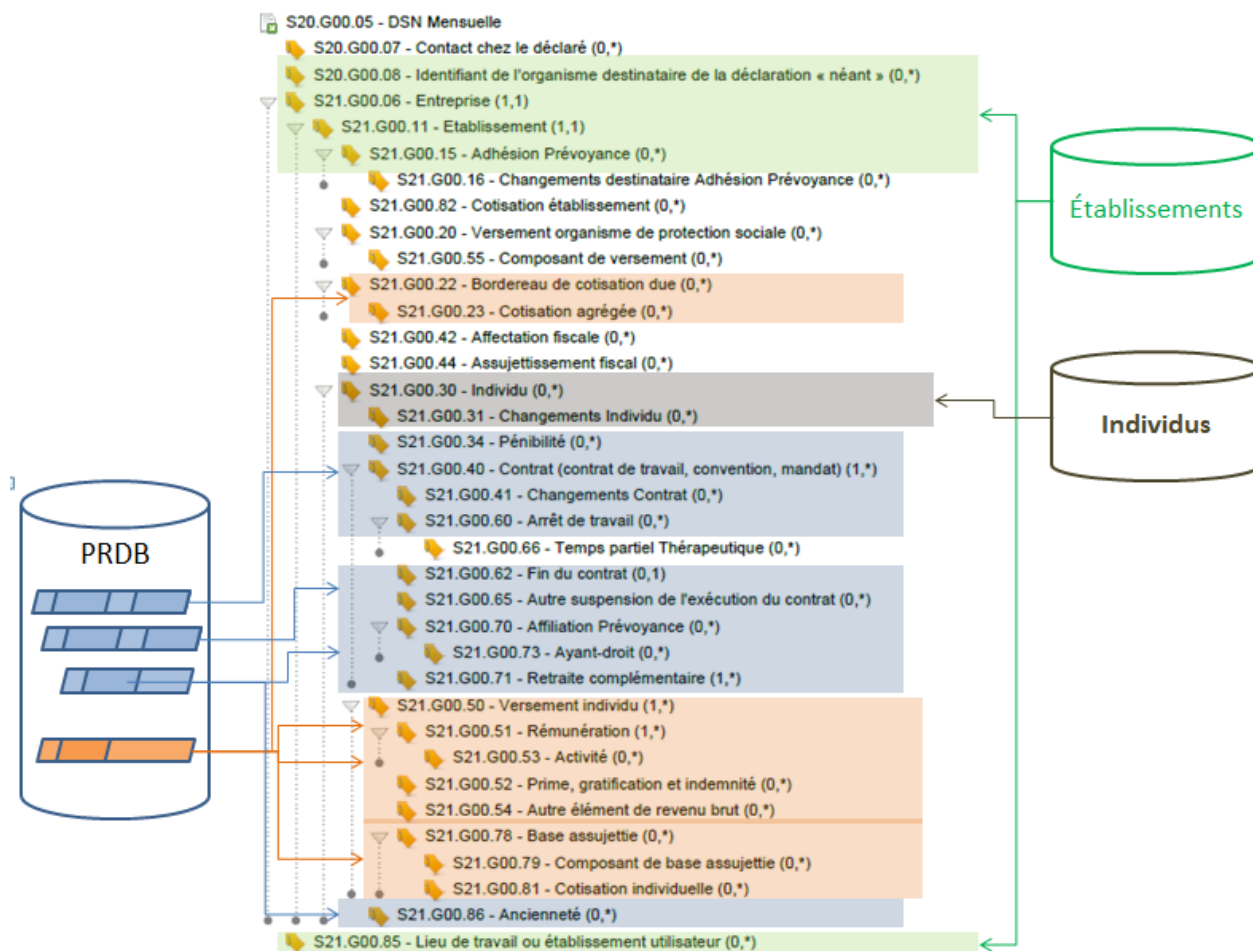 S20.G00.05 - DSN Mensuelle
S20.G00.07 - Contact chez le déclaré (0,*)
S20.G00.08 - Identifiant de l'organisme destinataire de la déclaration « néant » (0,*)
S21.G00.06 - Entreprise (1,1)
S21.G00.11 - Etablissement (1,1)
S21.G00.15 - Adhésion Prévoyance (0,*)
S21.G00.16 - Changements destinataire Adhésion Prévoyance (0,*)
S21.G00.82 - Cotisation établissement (0,*)
S21.G00.20 - Versement organisme de protection sociale (0,*)
S21.G00.55 - Composant de versement (0,*)
S21.G00.22 - Bordereau de cotisation due (0,*)
S21.G00.23 - Cotisation agrégée (0,*)
S21.G00.42 - Affectation fiscale (0,*)
S21.G00.44 - Assujettissement fiscal (0,*)
S21.G00.30 - Individu (0,*)
S21.G00.31 - Changements Individu (0,*)
S21.G00.34 - Pénibilité (0,*)
S21.G00.40 - Contrat (contrat de travail, convention, mandat) (1,*)
S21.G00.41 - Changements Contrat (0,*)
S21.G00.60 - Arrêt de travail (0,*)
S21.G00.66 - Temps partiel Thérapeutique (0,*)
S21.G00.62 - Fin du contrat (0,1)
S21.G00.65 - Autre suspension de l'exécution du contrat (0,*)
S21.G00.70 - Affiliation Prévoyance (0,*)
S21.G00.73 - Ayant-droit (0,*)
S21.G00.71 - Retraite complémentaire (1,*)
S21.G00.50 - Versement individu (1,*)
S21.G00.51 - Rémunération (1,*)
S21.G00.53 - Activité (0,*)
S21.G00.52 - Prime, gratification et indemnité (0,*)
S21.G00.54 - Autre élément de revenu brut (0,*)
S21.G00.78 - Base assujettie (0,*)
S21.G00.79 - Composant de base assujettie (0,*)
S21.G00.81 - Cotisation individuelle (0,*)
S21.G00.86 - Ancienneté (0,*)
S21.G00.85 - Lieu de travail ou établissement utilisateur (0,*)
PRDB
Établissements
Individus